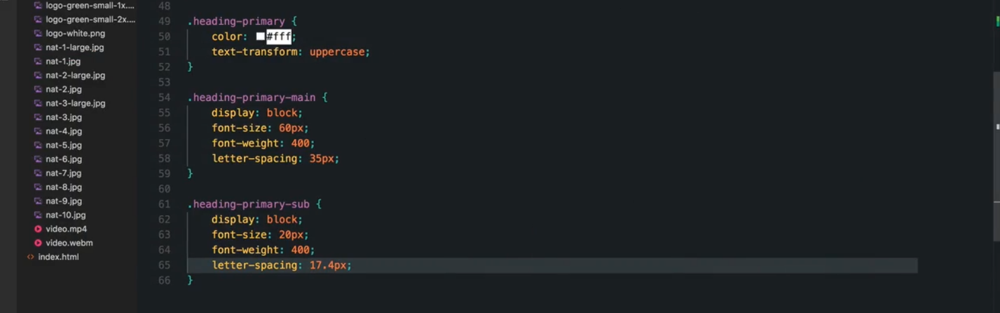 logo-green-small-1x....
logo-green-small-2x....
logo-white.png
nat-1-large.jpg
nat-1.jpg
nat-2-large.jpg
nat-2.jpg
nat-3-large.jpg
nat-3.jpg
nat-4.jpg
nat-5.jpg
nat-6.jpg
nat-7.jpg
nat-8.jpg
nat-9.jpg
nat-10.jpg
video.mp4
video.webm
<> index.html
48
49 .heading-primary {
50 color: #fff;
51 text-transform: uppercase;
52 }
53
54 .heading-primary-main {
55 display: block;
56 font-size: 60px;
57 font-weight: 400;
58 letter-spacing: 35px;
59 }
60
61 .heading-primary-sub {
62 display: block;
63 font-size: 20px;
64 font-weight: 400;
65 letter-spacing: 17.4px;
66 }